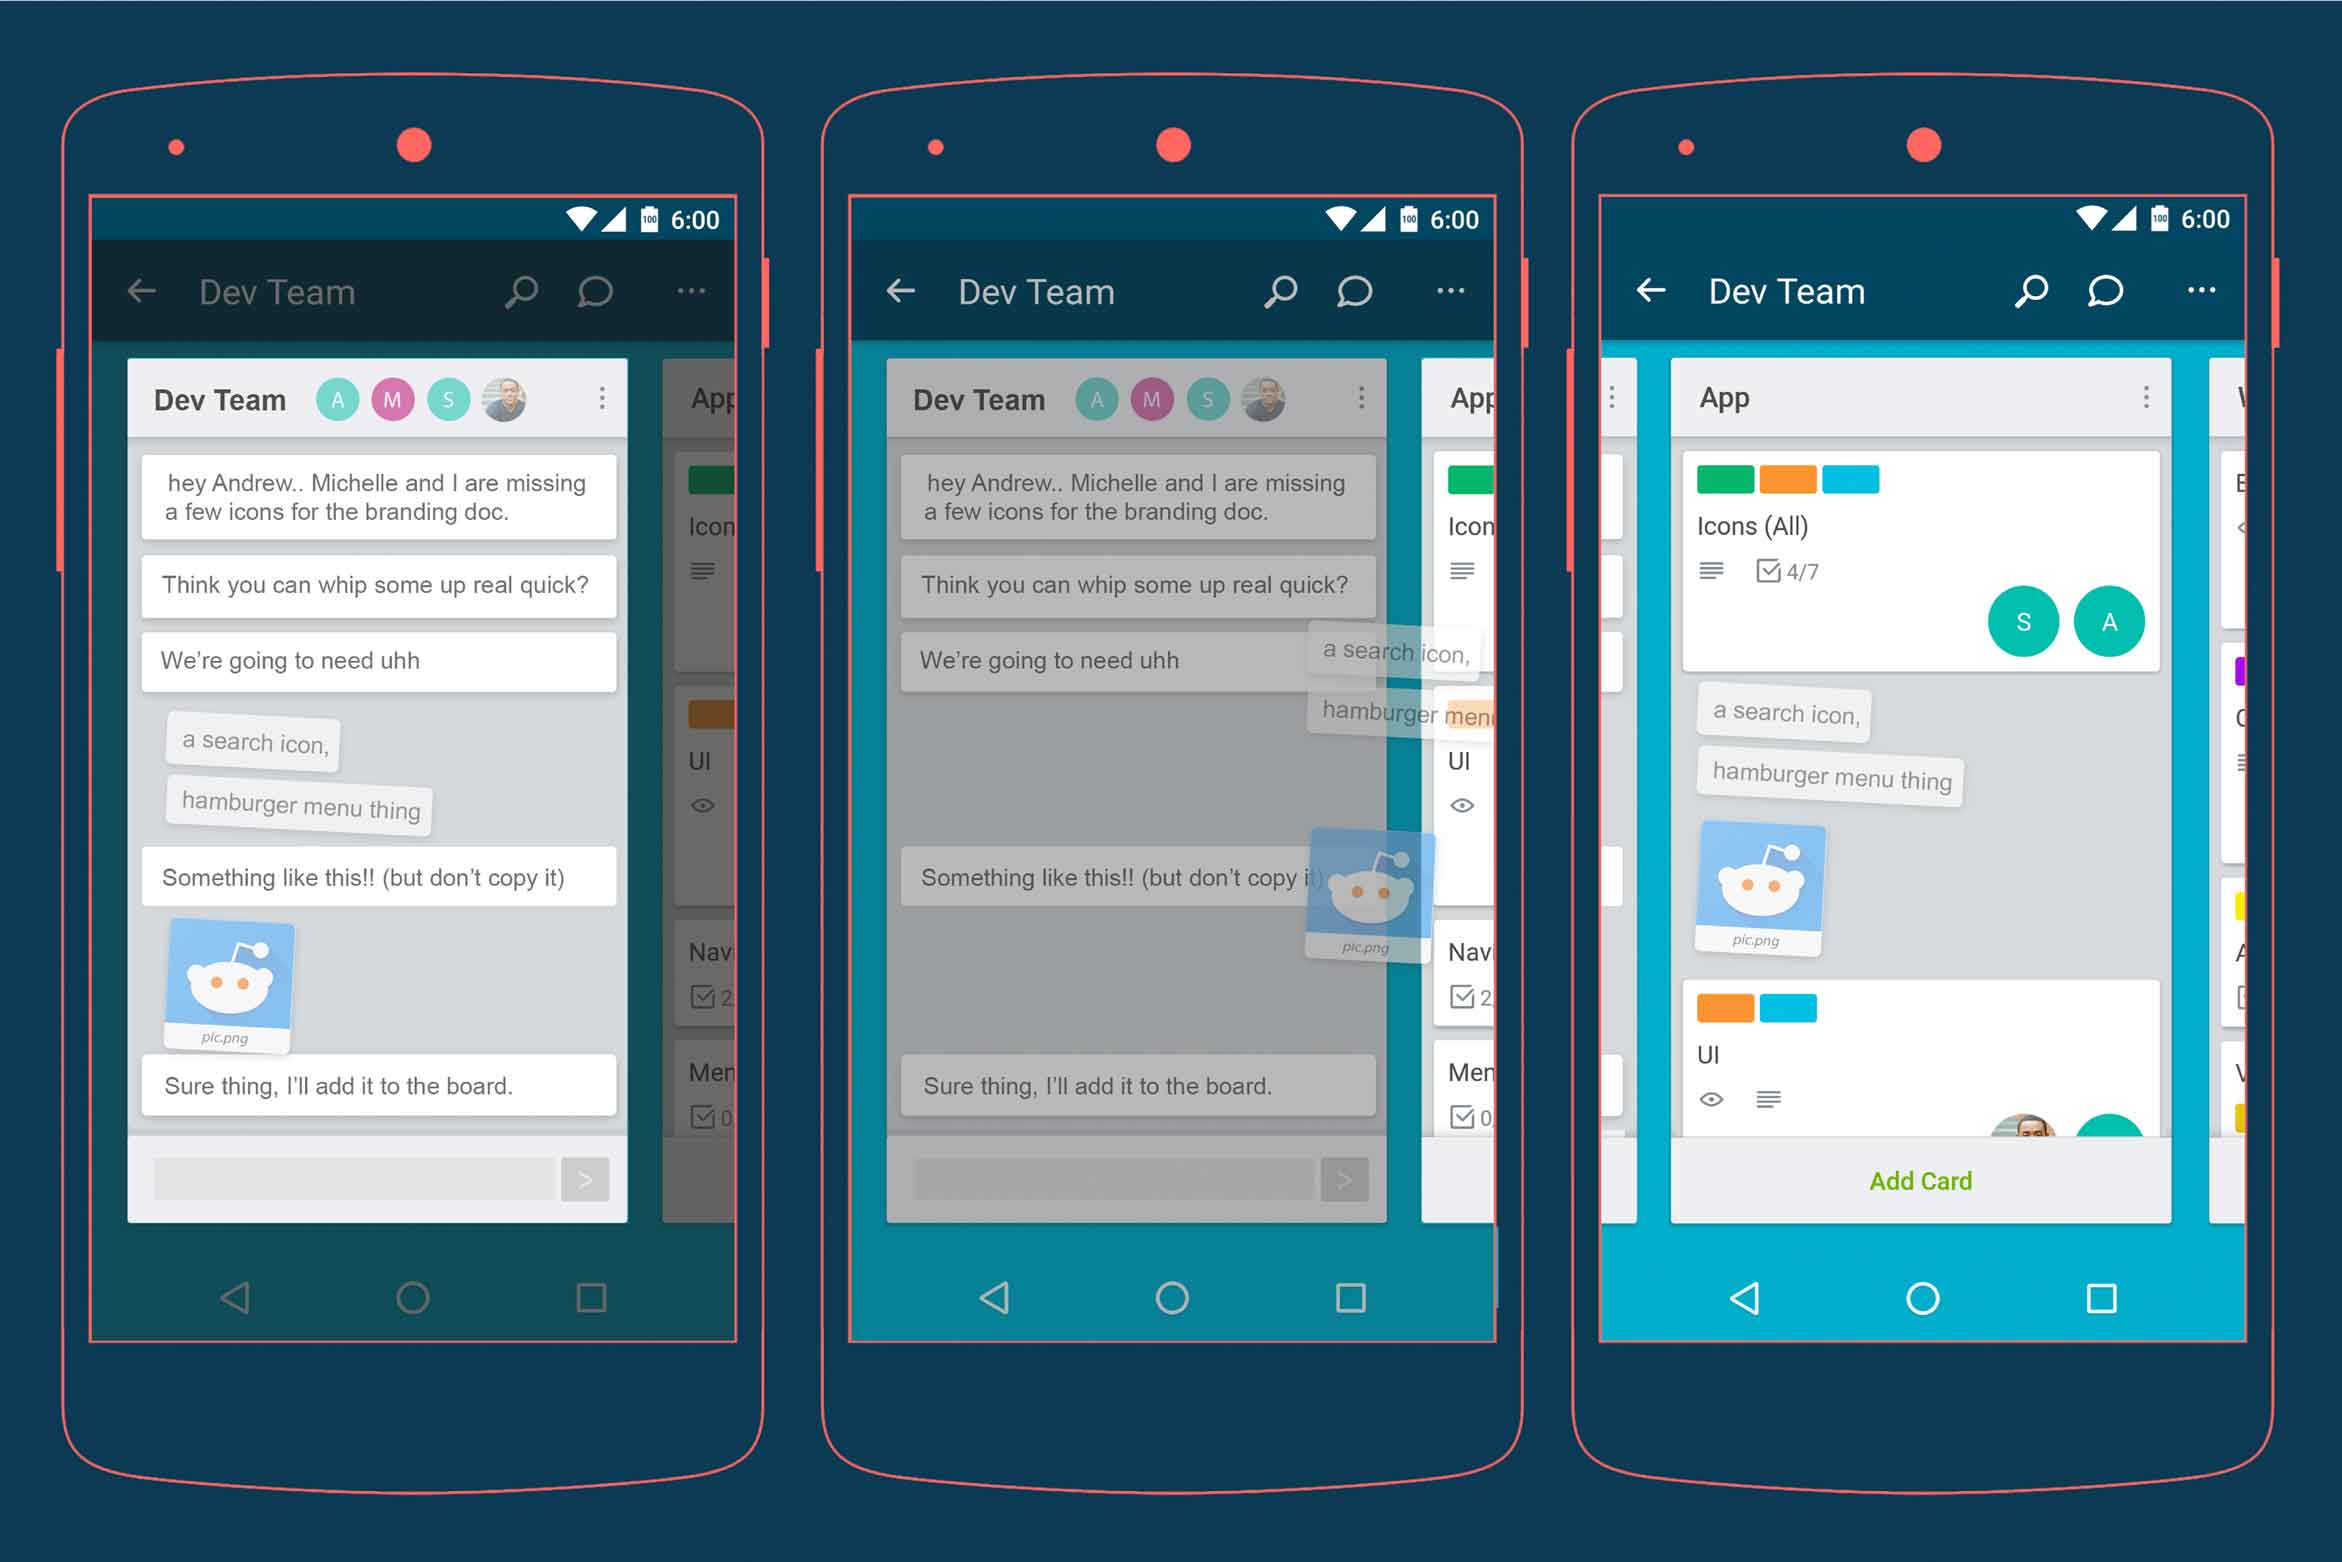 100 6:00
Dev Team
Dev Team A M S
App
hey Andrew.. Michelle and I are missing
a few icons for the branding doc.
Think you can whip some up real quick?
We're going to need uhh
a search icon,
hamburger menu thing
Something like this!! (but don't copy it)
pic.png
Sure thing, I'll add it to the board.
>
Icon
UI
Navi
2
Men
0
100 6:00
Dev Team
Dev Team A M S
App
hey Andrew.. Michelle and I are missing
a few icons for the branding doc.
Think you can whip some up real quick?
We're going to need uhh
a search icon,
hamburger menu
Something like this!! (but don't copy it)
pic.png
Sure thing, I'll add it to the board.
>
Icon
UI
Navi
2
Men
0
100 6:00
Dev Team
App
Icons (All)
4/7
S A
a search icon,
hamburger menu thing
pic.png
UI
Add Card